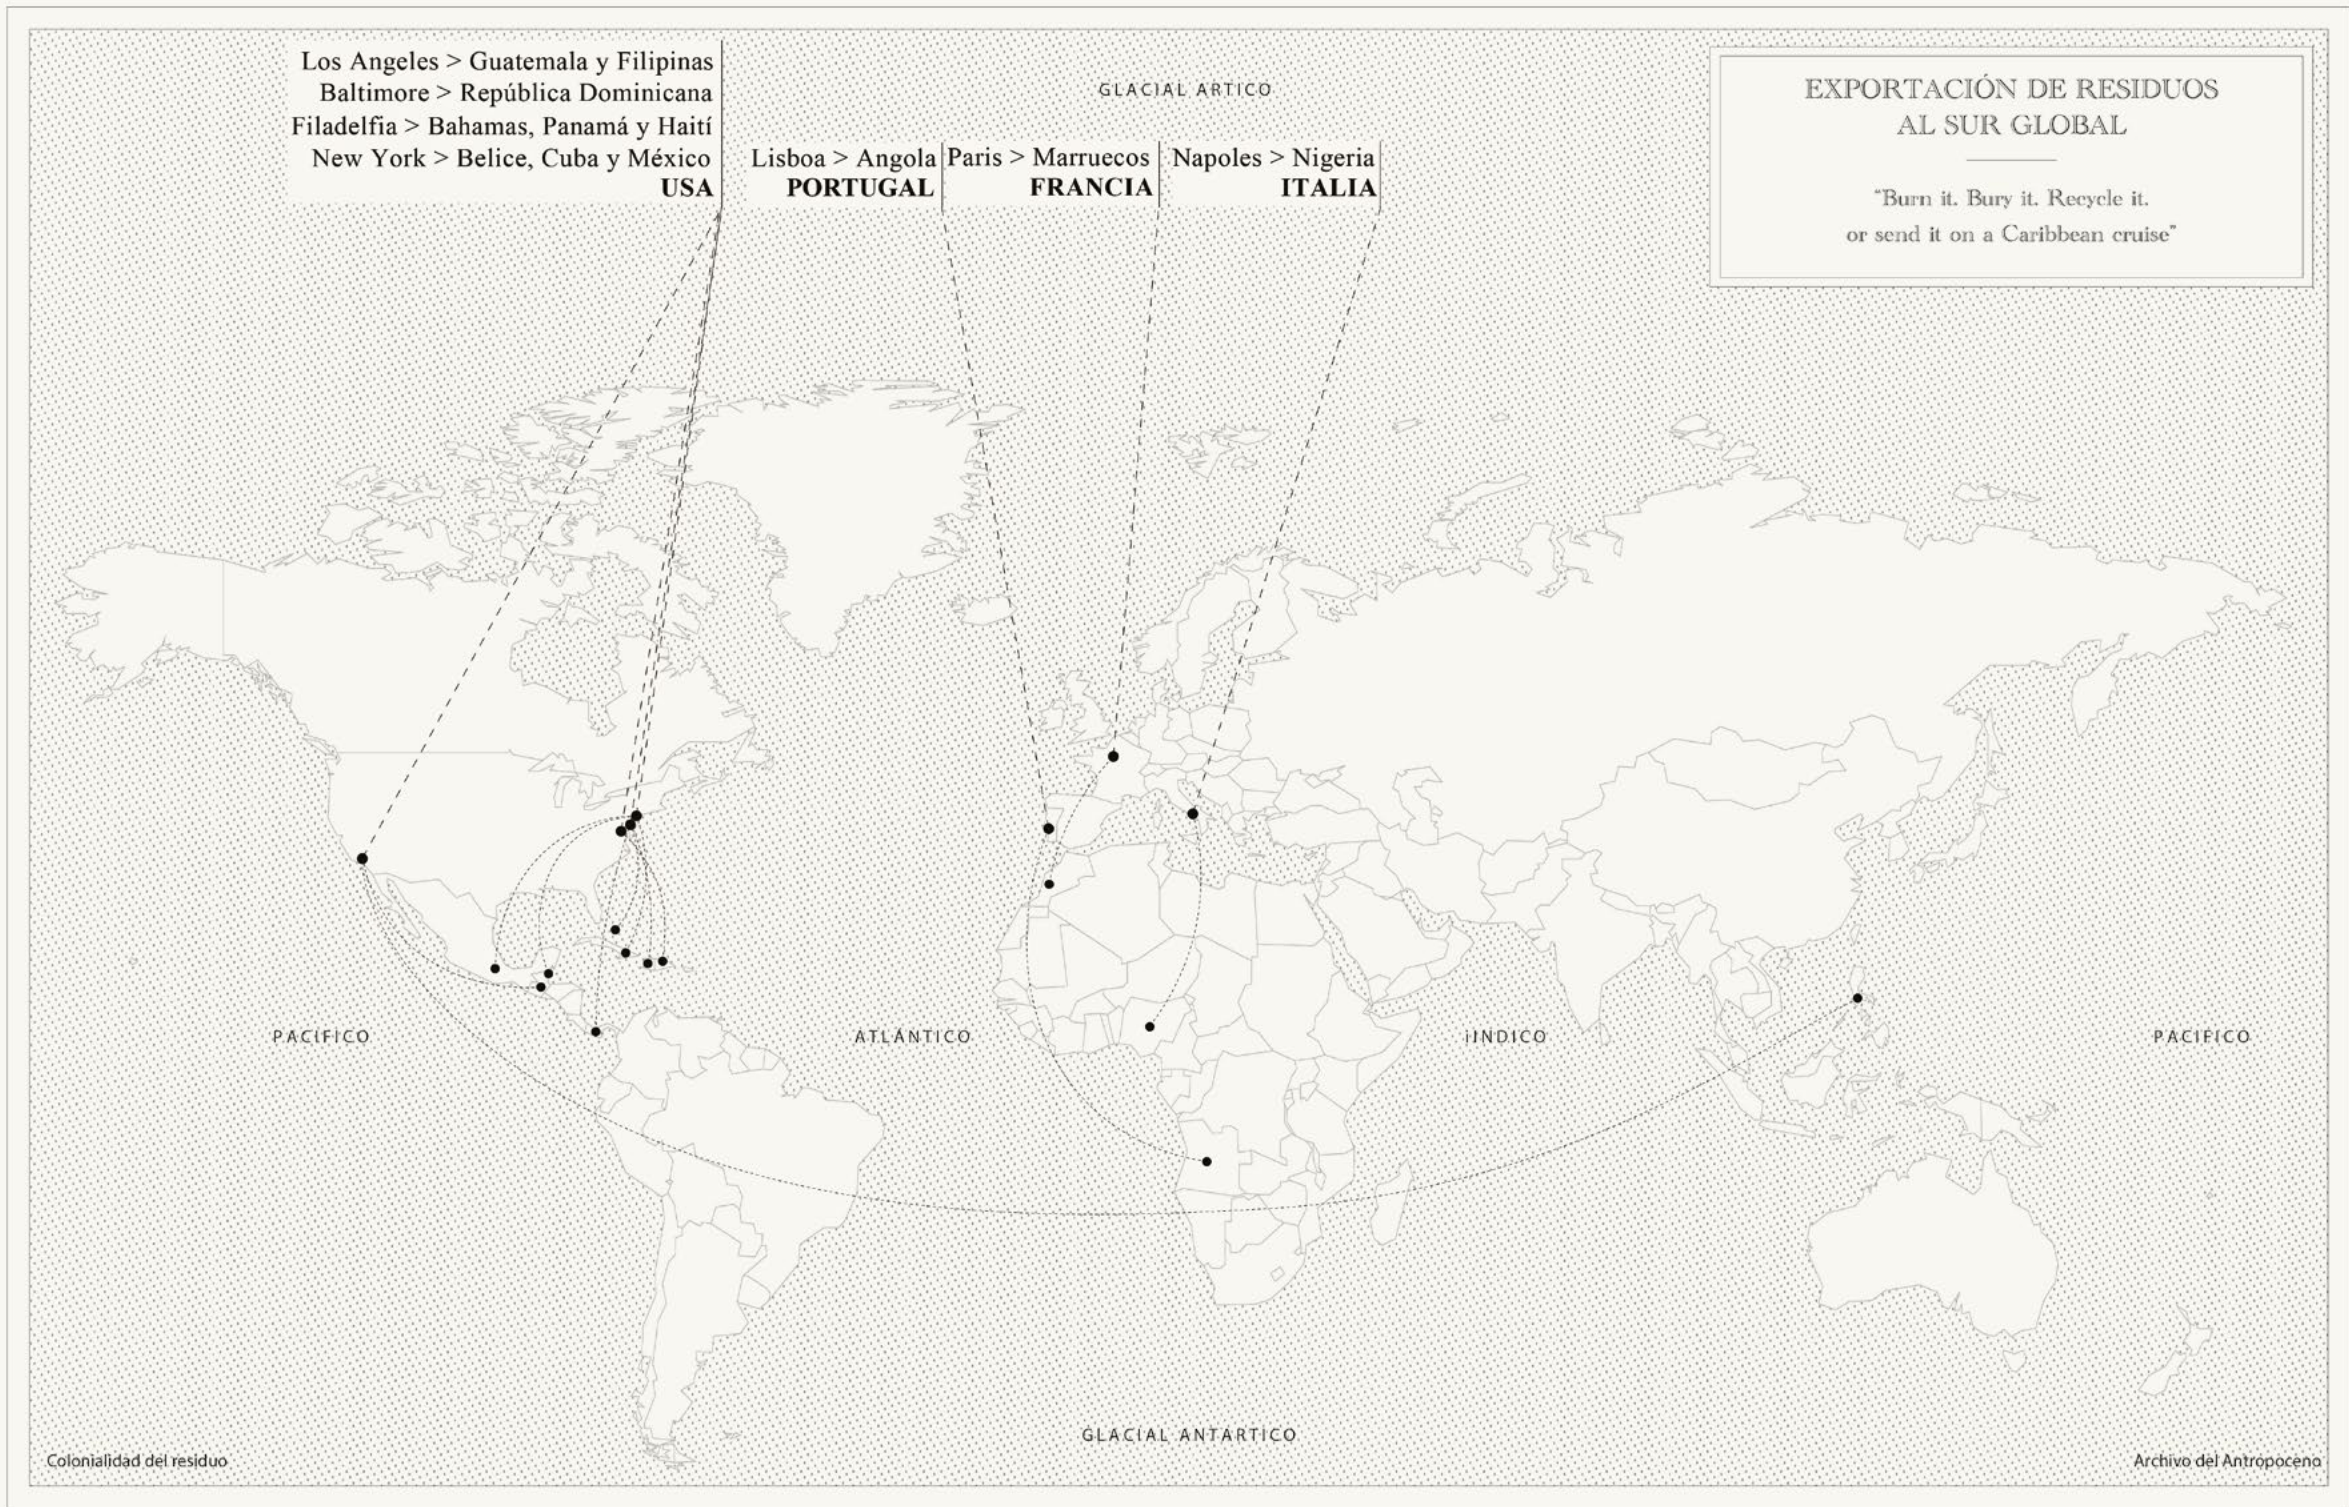 Los Angeles > Guatemala y Filipinas
Baltimore > República Dominicana
Filadelfia > Bahamas, Panamá y Haití
New York > Belice, Cuba y México
USA
Lisboa > Angola
PORTUGAL
Paris > Marruecos
FRANCIA
Napoles > Nigeria
ITALIA
GLACIAL ARTICO
EXPORTACIÓN DE RESIDUOS
AL SUR GLOBAL
“Burn it. Bury it. Recycle it.
or send it on a Caribbean cruise”
PACIFICO
ATLÁNTICO
iINDICO
PACIFICO
GLACIAL ANTARTICO
Colonialidad del residuo
Archivo del Antropoceno